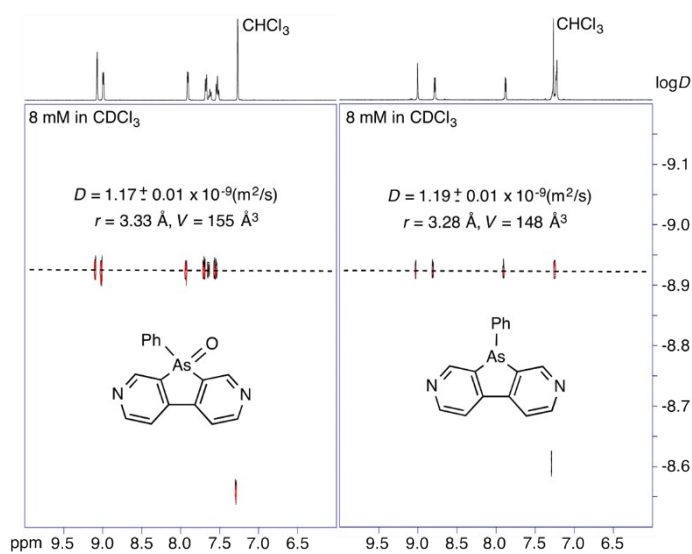 CHCl3
CHCl3
logD
8 mM in CDCl3
8 mM in CDCl3
-9.1
D = 1.17 ± 0.01 x 10-9(m2/s)
r = 3.33 Å, V = 155 Å3
D = 1.19 ± 0.01 x 10-9(m2/s)
r = 3.28 Å, V = 148 Å3
-9.0
-8.9
Ph
O
As
N
N
Ph
As
N
N
-8.8
-8.7
-8.6
ppm 9.5 9.0 8.5 8.0 7.5 7.0 6.5
9.5 9.0 8.5 8.0 7.5 7.0 6.5